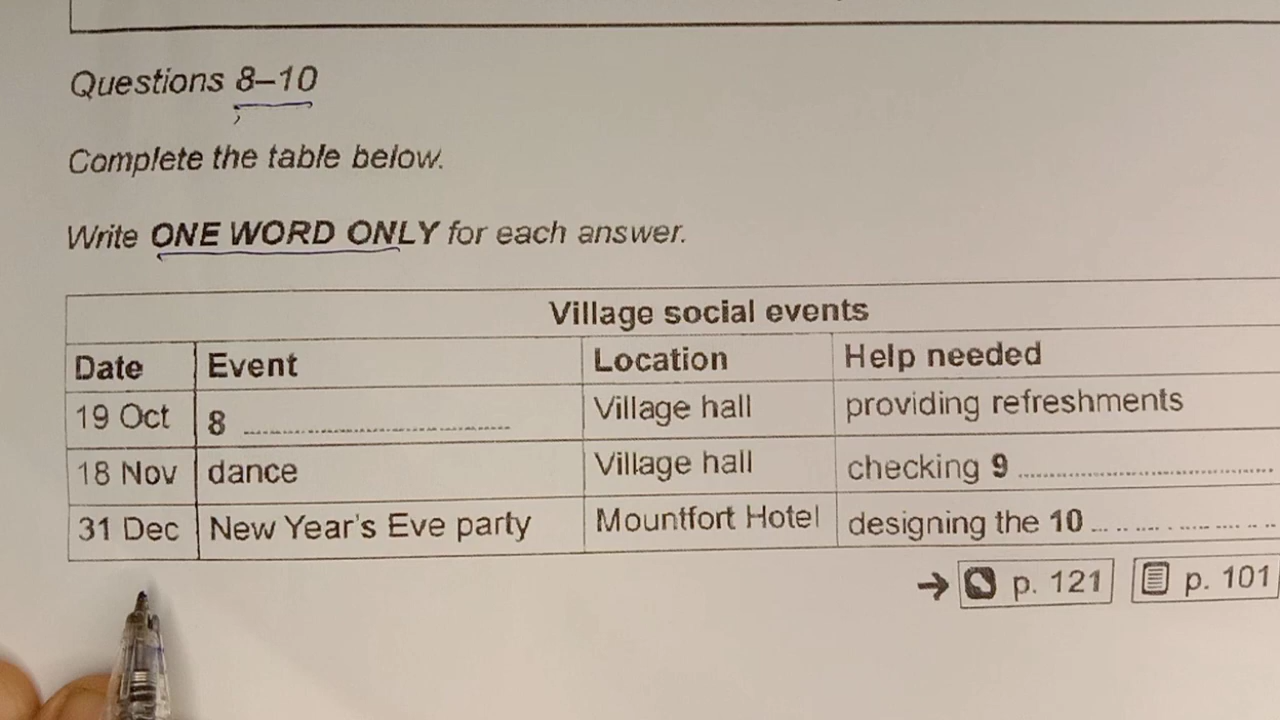 Questions 8–10
Complete the table below.
Write ONE WORD ONLY for each answer.
Village social events
Date Event Location Help needed
19 Oct 8 ........................................ Village hall providing refreshments
18 Nov dance Village hall checking 9 ........................................
31 Dec New Year's Eve party Mountfort Hotel designing the 10 ........................................
→ p. 121 p. 101